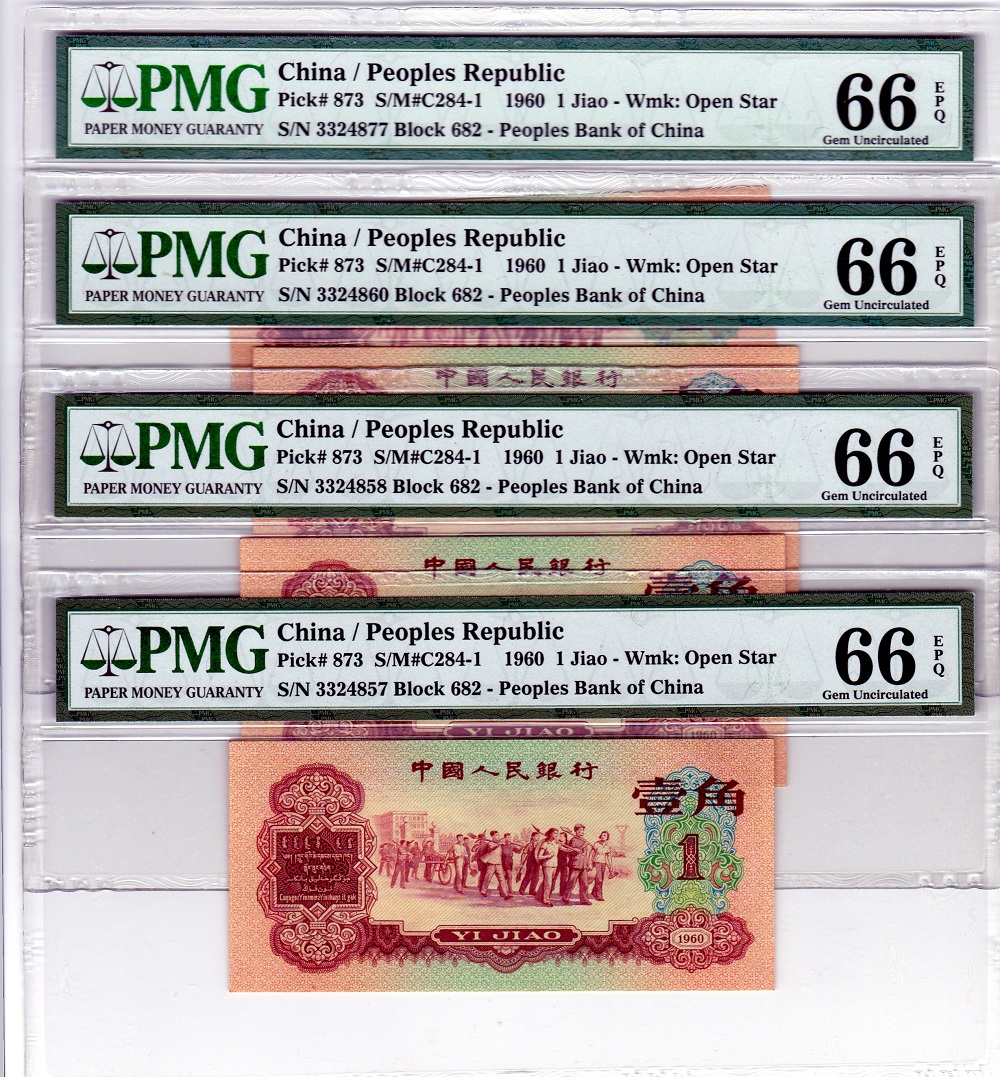 PMG
PAPER MONEY GUARANTY
China / Peoples Republic
Pick# 873 S/M#C284-1 1960 1 Jiao - Wmk: Open Star
S/N 3324877 Block 682 - Peoples Bank of China
66
EPQ
Gem Uncirculated
PMG
PAPER MONEY GUARANTY
China / Peoples Republic
Pick# 873 S/M#C284-1 1960 1 Jiao - Wmk: Open Star
S/N 3324860 Block 682 - Peoples Bank of China
66
EPQ
Gem Uncirculated
中國人民銀行
PMG
PAPER MONEY GUARANTY
China / Peoples Republic
Pick# 873 S/M#C284-1 1960 1 Jiao - Wmk: Open Star
S/N 3324858 Block 682 - Peoples Bank of China
66
EPQ
Gem Uncirculated
中國人民銀行
壹角
PMG
PAPER MONEY GUARANTY
China / Peoples Republic
Pick# 873 S/M#C284-1 1960 1 Jiao - Wmk: Open Star
S/N 3324857 Block 682 - Peoples Bank of China
66
EPQ
Gem Uncirculated
YI JIAO
1960
中國人民銀行
壹角
1
YI JIAO
1960